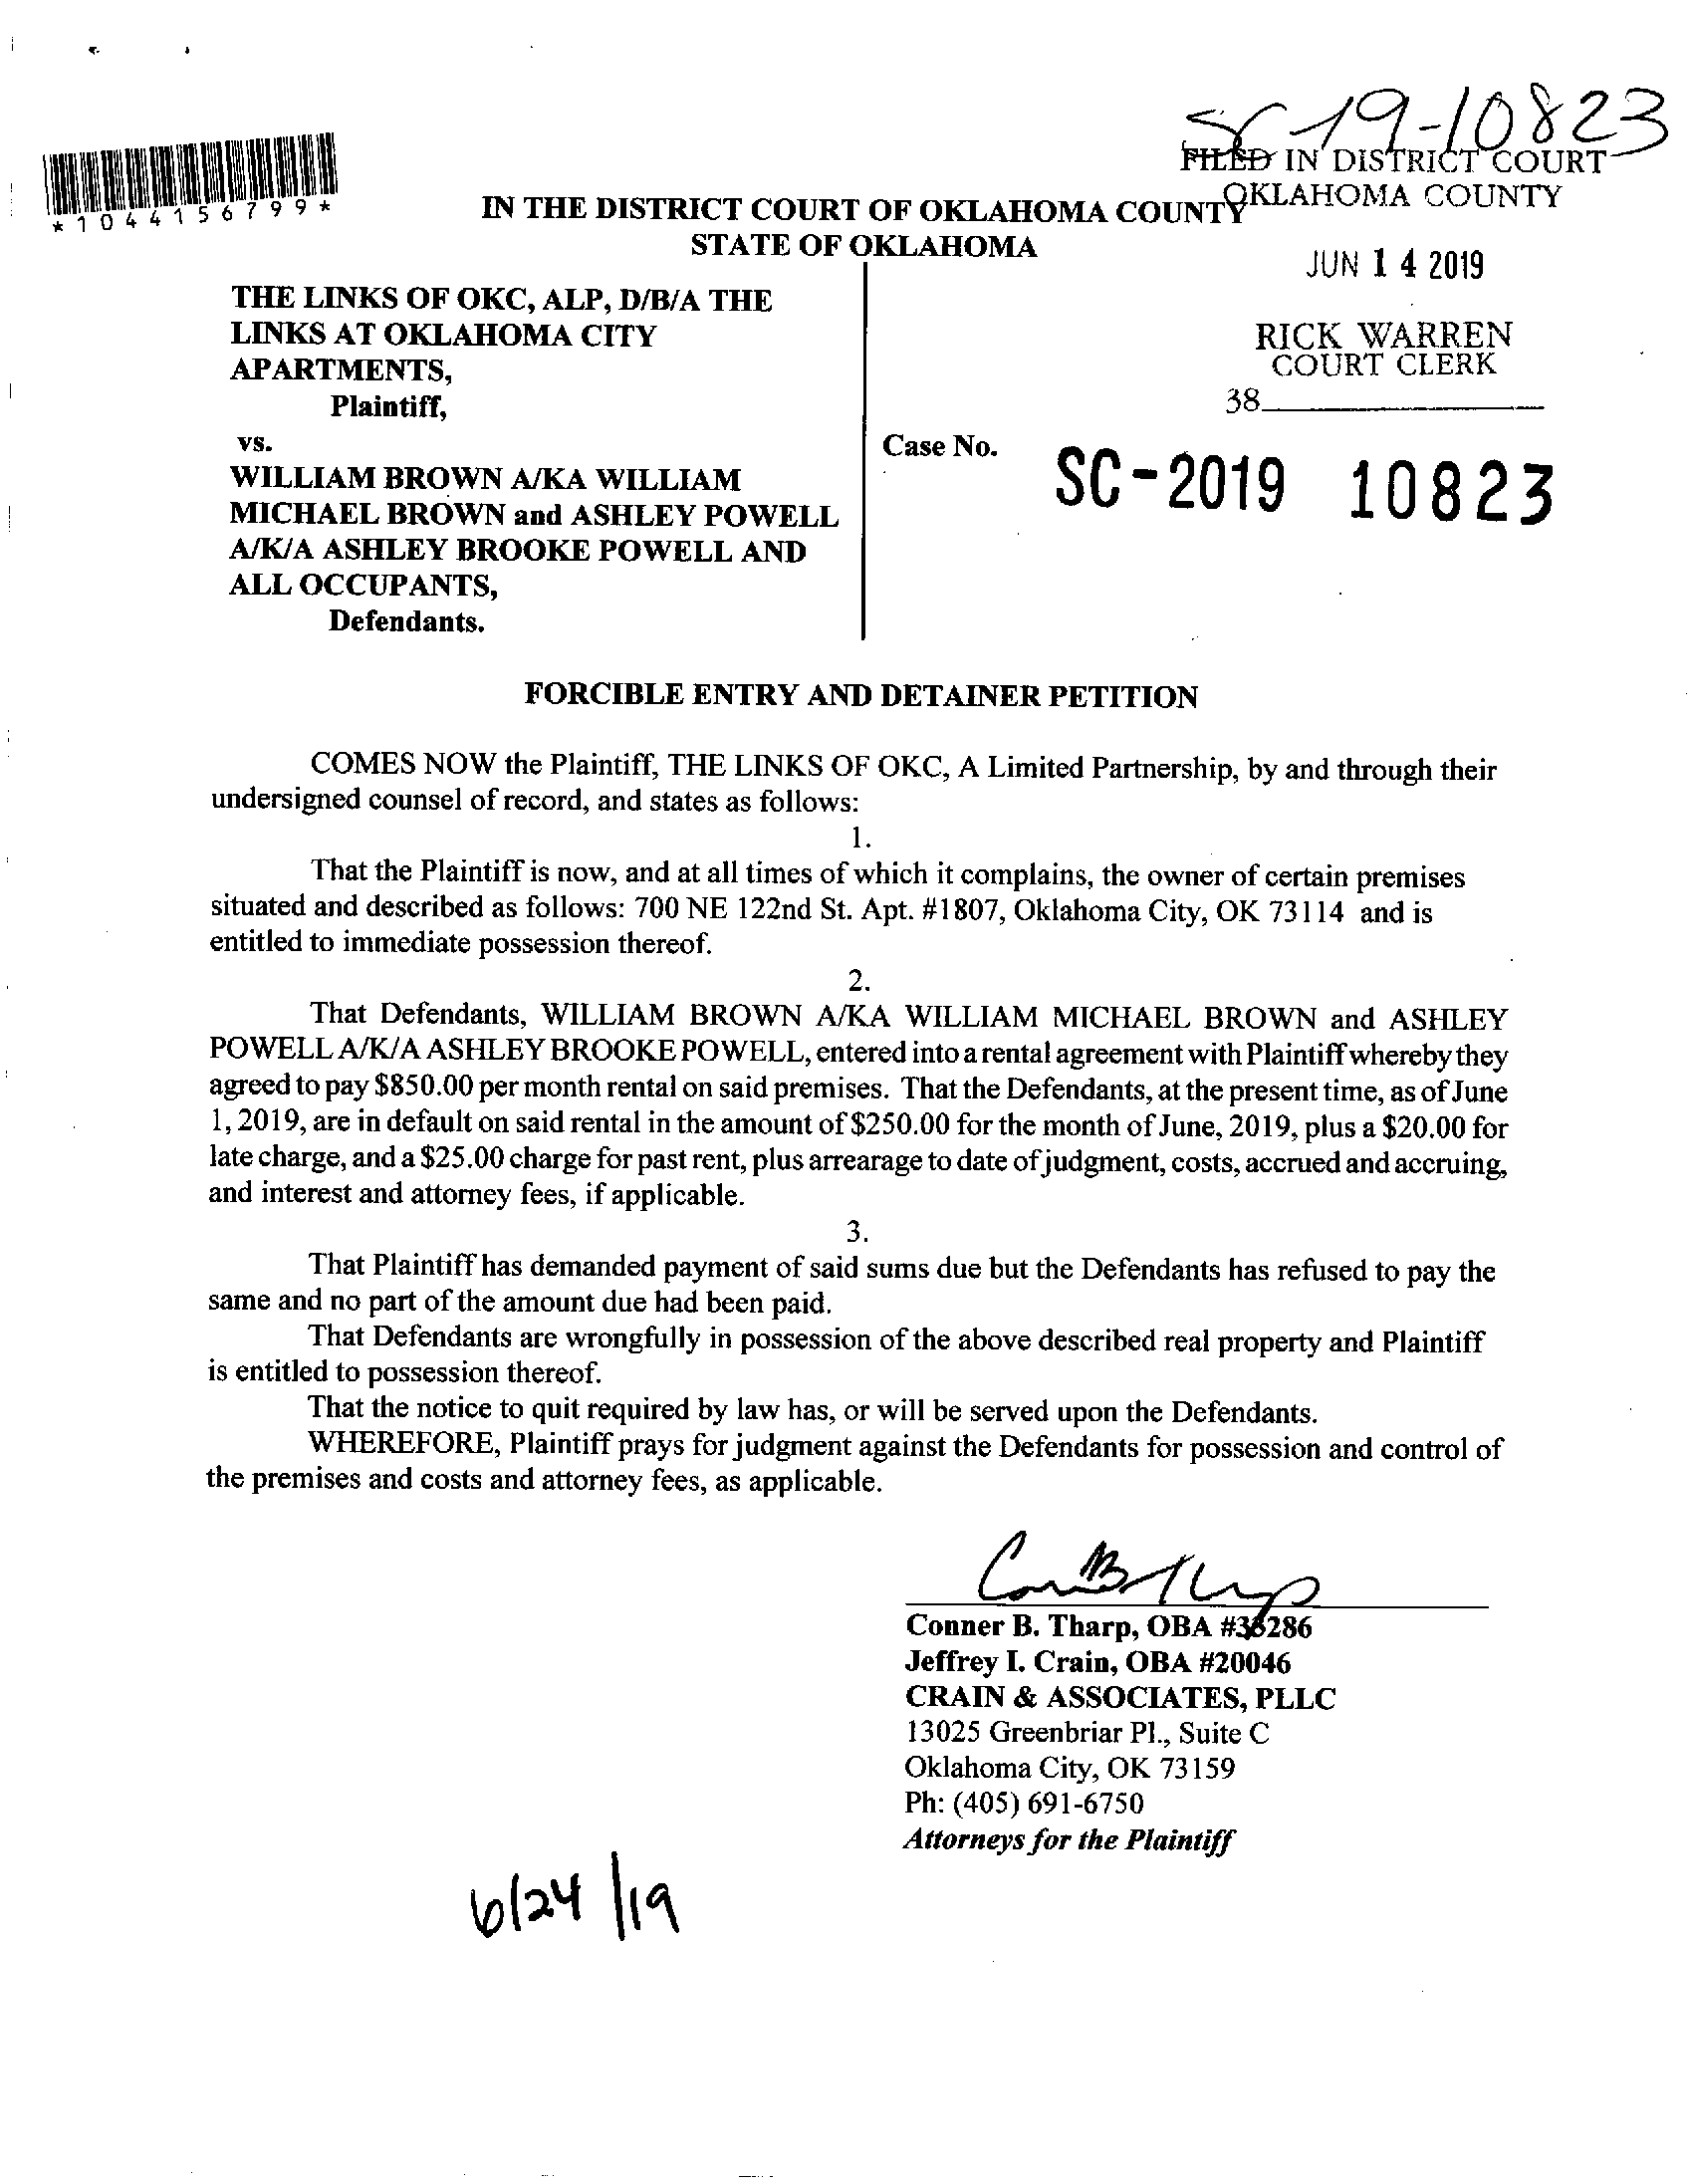 SC-19-10823
FILED IN DISTRICT COURT
OKLAHOMA COUNTY
*1044156799*
IN THE DISTRICT COURT OF OKLAHOMA COUNTY
STATE OF OKLAHOMA
JUN 14 2019
RICK WARREN
COURT CLERK
38
THE LINKS OF OKC, ALP, D/B/A THE
LINKS AT OKLAHOMA CITY
APARTMENTS,
Plaintiff,
vs.
WILLIAM BROWN A/KA WILLIAM
MICHAEL BROWN and ASHLEY POWELL
A/K/A ASHLEY BROOKE POWELL AND
ALL OCCUPANTS,
Defendants.
Case No. SC-2019 10823
FORCIBLE ENTRY AND DETAINER PETITION
COMES NOW the Plaintiff, THE LINKS OF OKC, A Limited Partnership, by and through their
undersigned counsel of record, and states as follows:
1.
That the Plaintiff is now, and at all times of which it complains, the owner of certain premises
situated and described as follows: 700 NE 122nd St. Apt. #1807, Oklahoma City, OK 73114 and is
entitled to immediate possession thereof.
2.
That Defendants, WILLIAM BROWN A/KA WILLIAM MICHAEL BROWN and ASHLEY
POWELL A/K/A ASHLEY BROOKE POWELL, entered into a rental agreement with Plaintiff whereby they
agreed to pay $850.00 per month rental on said premises. That the Defendants, at the present time, as of June
1, 2019, are in default on said rental in the amount of $250.00 for the month of June, 2019, plus a $20.00 for
late charge, and a $25.00 charge for past rent, plus arrearage to date of judgment, costs, accrued and accruing,
and interest and attorney fees, if applicable.
3.
That Plaintiff has demanded payment of said sums due but the Defendants has refused to pay the
same and no part of the amount due had been paid.
That Defendants are wrongfully in possession of the above described real property and Plaintiff
is entitled to possession thereof.
That the notice to quit required by law has, or will be served upon the Defendants.
WHEREFORE, Plaintiff prays for judgment against the Defendants for possession and control of
the premises and costs and attorney fees, as applicable.
Conner B. Tharp, OBA
Jeffrey I. Crain, OBA #20046
CRAIN & ASSOCIATES, PLLC
13025 Greenbriar Pl., Suite C
Oklahoma City, OK 73159
Ph: (405) 691-6750
Attorneys for the Plaintiff
6/24/19